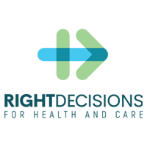 RIGHTDECISIONS
FOR HEALTH AND CARE